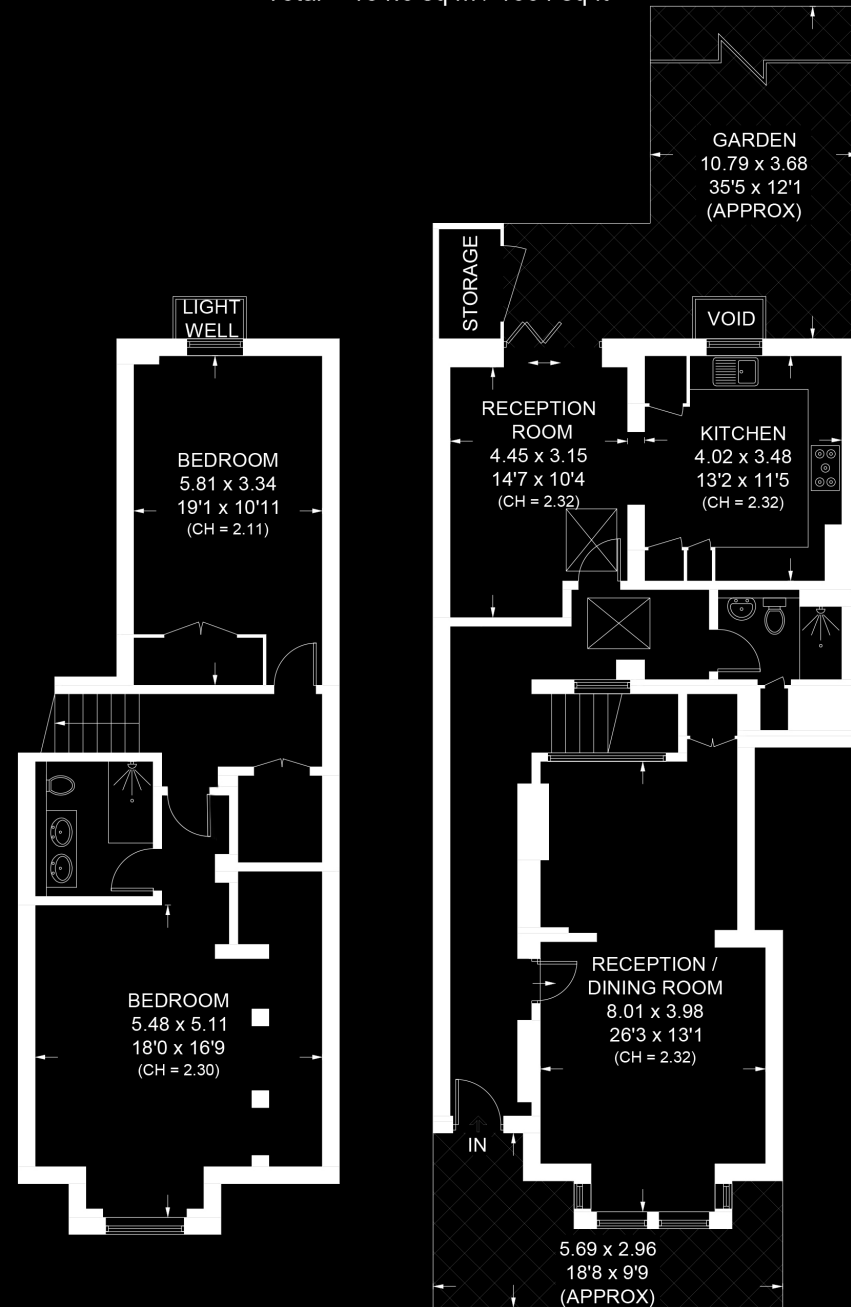 GARDEN
10.79 x 3.68
35'5 x 12'1
(APPROX)
STORAGE
LIGHT
WELL
VOID
RECEPTION
ROOM
4.45 x 3.15
14'7 x 10'4
(CH = 2.32)
KITCHEN
4.02 x 3.48
13'2 x 11'5
(CH = 2.32)
BEDROOM
5.81 x 3.34
19'1 x 10'11
(CH = 2.11)
RECEPTION /
DINING ROOM
8.01 x 3.98
26'3 x 13'1
(CH = 2.32)
BEDROOM
5.48 x 5.11
18'0 x 16'9
(CH = 2.30)
IN
5.69 x 2.96
18'8 x 9'9
(APPROX)